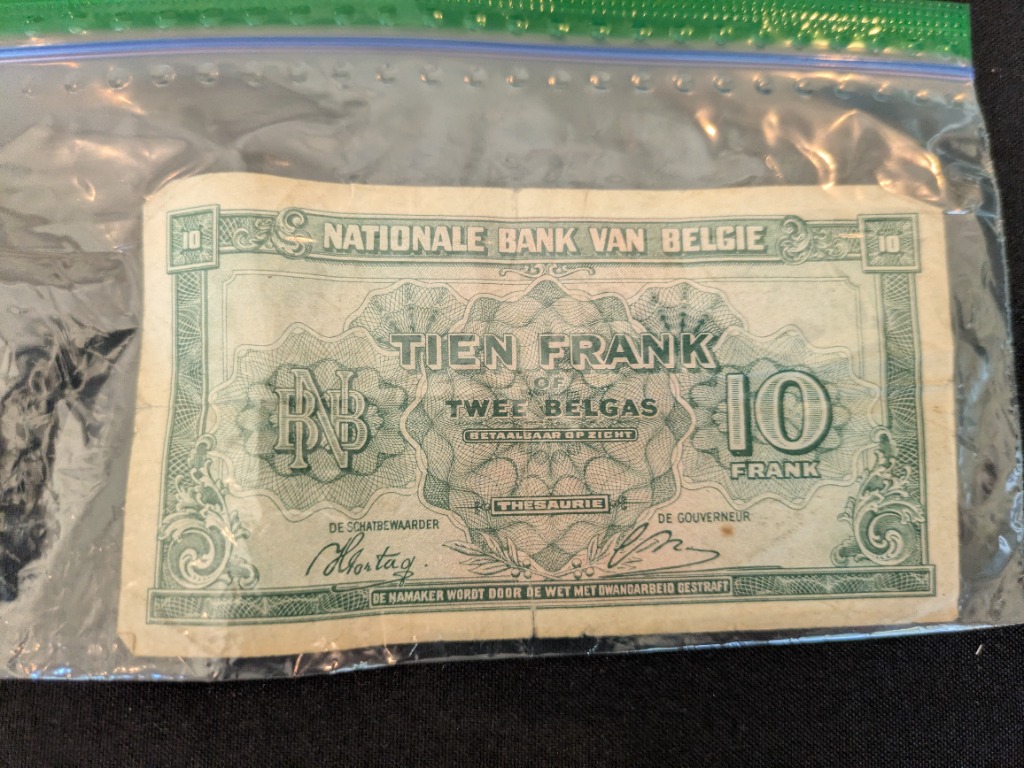 10 NATIONALE BANK VAN BELGIE 10
TIEN FRANK
OF
TWEE BELGAS
BETAALBAAR OP ZICHT
BNB
10
FRANK
THESAURIE
DE SCHATBEWAARDER
DE GOUVERNEUR
DE NAMAKER WORDT DOOR DE WET MET DWANGARBEID GESTRAFT